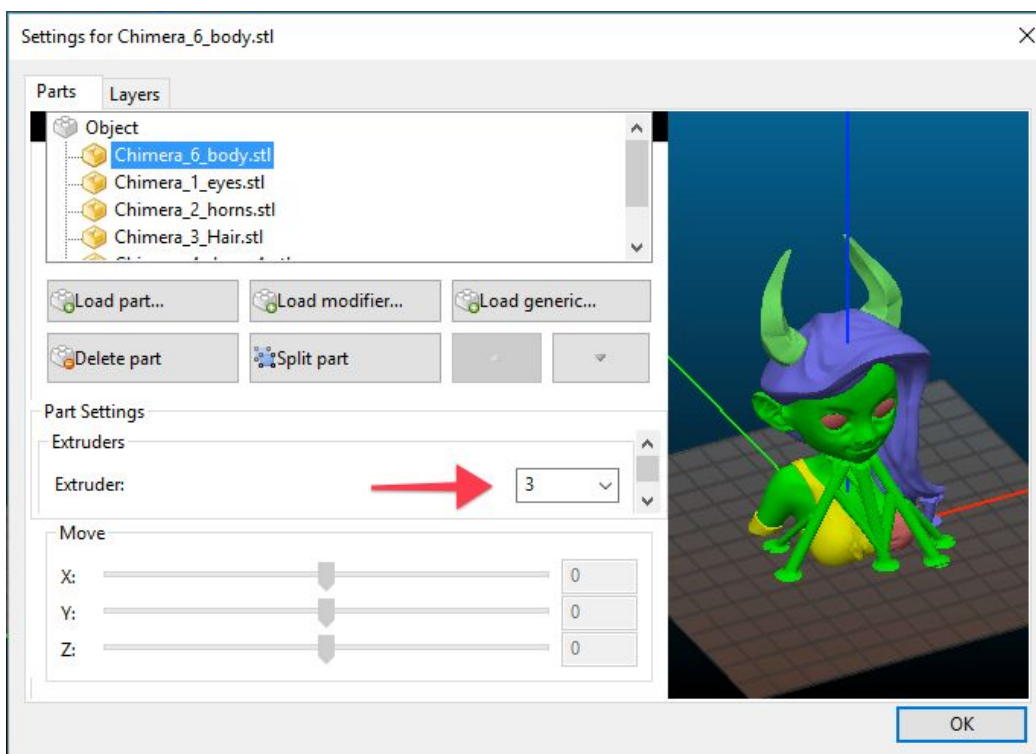 Settings for Chimera_6_body.stl
Parts Layers
Object
Chimera_6_body.stl
Chimera_1_eyes.stl
Chimera_2_horns.stl
Chimera_3_Hair.stl
Load part... Load modifier... Load generic...
Delete part Split part
Part Settings
Extruders
Extruder: 3
Move
X: 0
Y: 0
Z: 0
OK